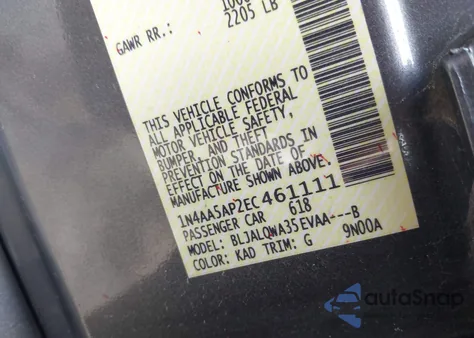 GAWR RR.:
2205 LB
THIS VEHICLE CONFORMS TO
ALL APPLICABLE FEDERAL
MOTOR VEHICLE SAFETY,
BUMPER, AND THEFT
PREVENTION STANDARDS IN
EFFECT ON THE DATE OF
MANUFACTURE SHOWN ABOVE.
1N4AA5AP2EC461111
PASSENGER CAR 618
MODEL: BLJALQWA35EVAA---B
COLOR: KAD TRIM: G 9N00A
autoSnap